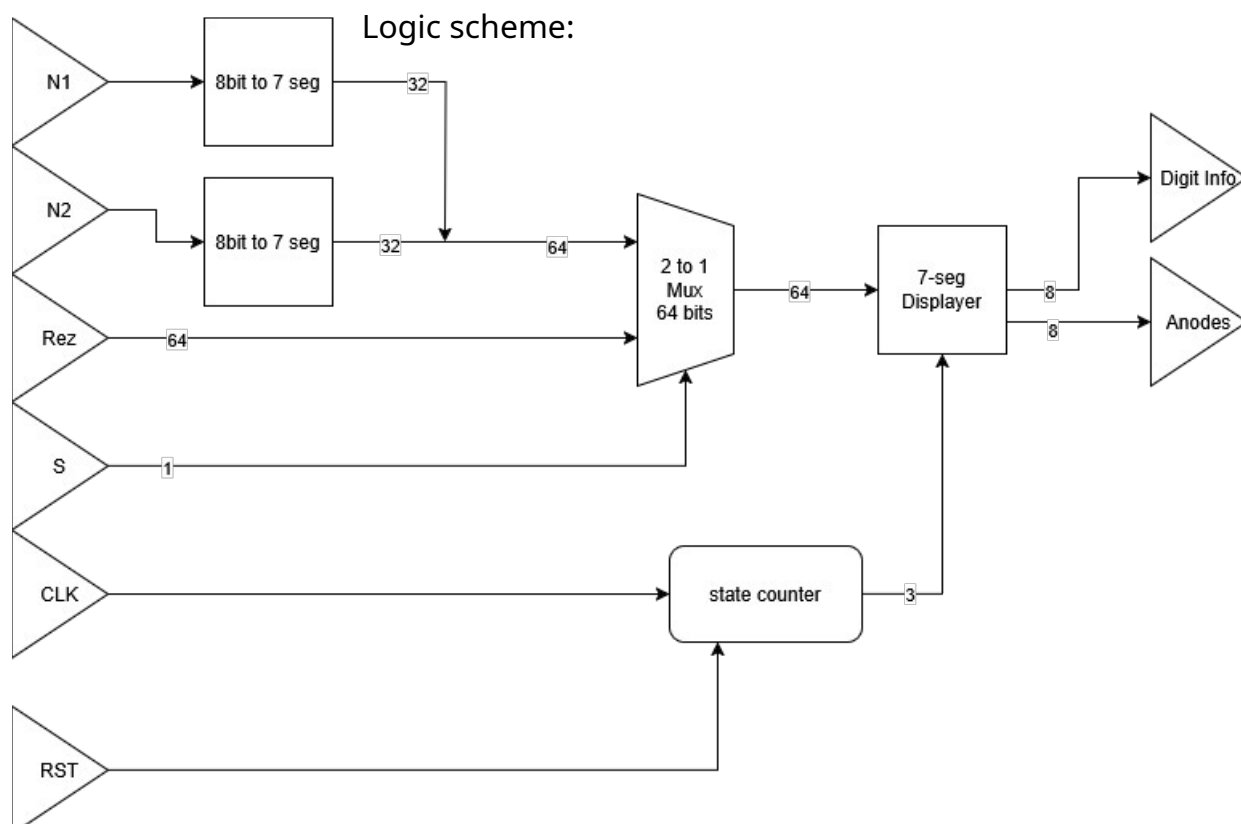 Logic scheme:
N1
8bit to 7 seg
32
N2
8bit to 7 seg
32
64
2 to 1
Mux
64 bits
64
7-seg
Displayer
8
8
Digit Info
Anodes
Rez
64
S
1
CLK
state counter
3
RST